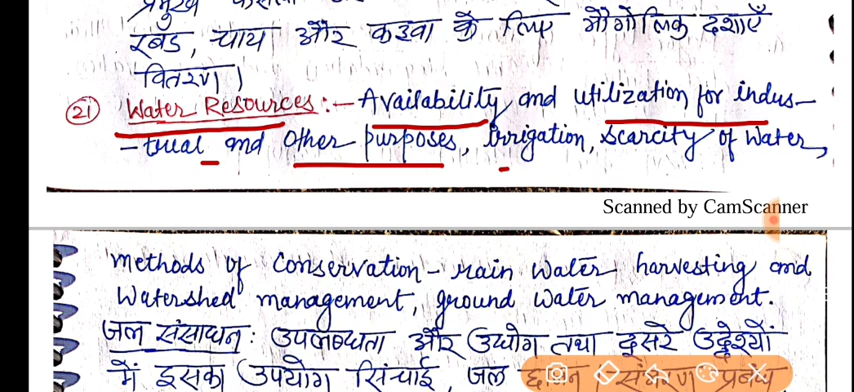 प्रमुख
रबड, चाय और कहवा के लिए भौगोलिक दशाएँ
वितरण।
21 Water Resources:- Availability and utilization for indus-
-trial and other purposes, irrigation, scarcity of water,
Scanned by CamScanner
methods of conservation - rain water harvesting and
watershed management, ground water management.
जल संसाधन: उपलब्धता और उद्योग तथा दूसरे उद्देश्यों
में इसका उपयोग सिंचाई, जल